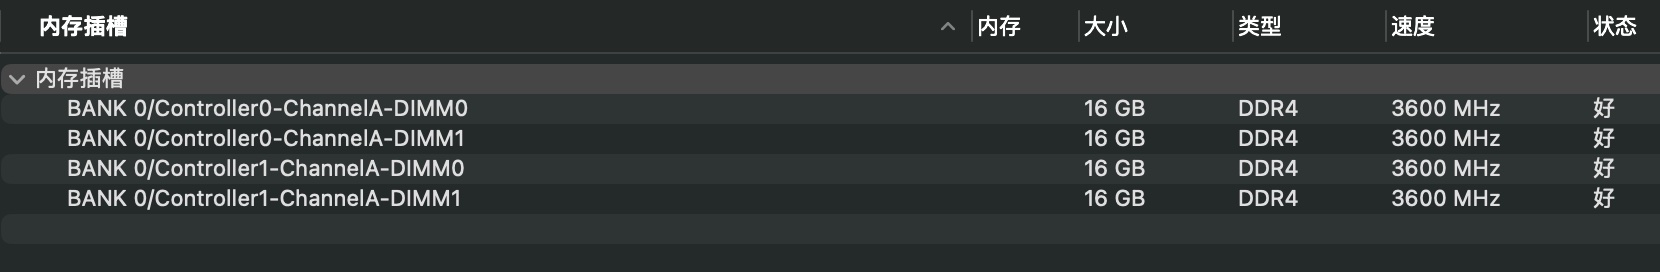 内存插槽 内存 大小 类型 速度 状态
内存插槽
BANK 0/Controller0-ChannelA-DIMM0 16 GB DDR4 3600 MHz 好
BANK 0/Controller0-ChannelA-DIMM1 16 GB DDR4 3600 MHz 好
BANK 0/Controller1-ChannelA-DIMM0 16 GB DDR4 3600 MHz 好
BANK 0/Controller1-ChannelA-DIMM1 16 GB DDR4 3600 MHz 好